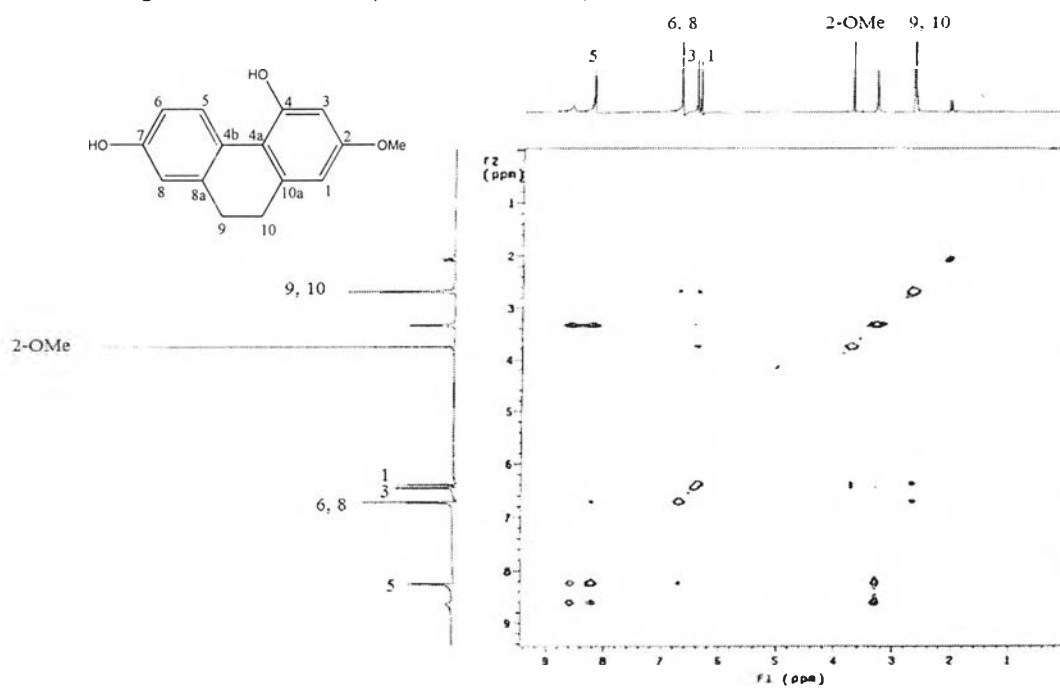 2-OMe 9, 10
6, 8
5 3 1
HO
5 4 3
6
4b 4a
HO 7 2 OMe
8 8a 10a 1
9 10
F2
(ppm)
1
2
3
4
5
6
7
8
9
9, 10
2-OMe
1
3
6, 8
5
9 8 7 6 5 4 3 2 1
F1 (ppm)